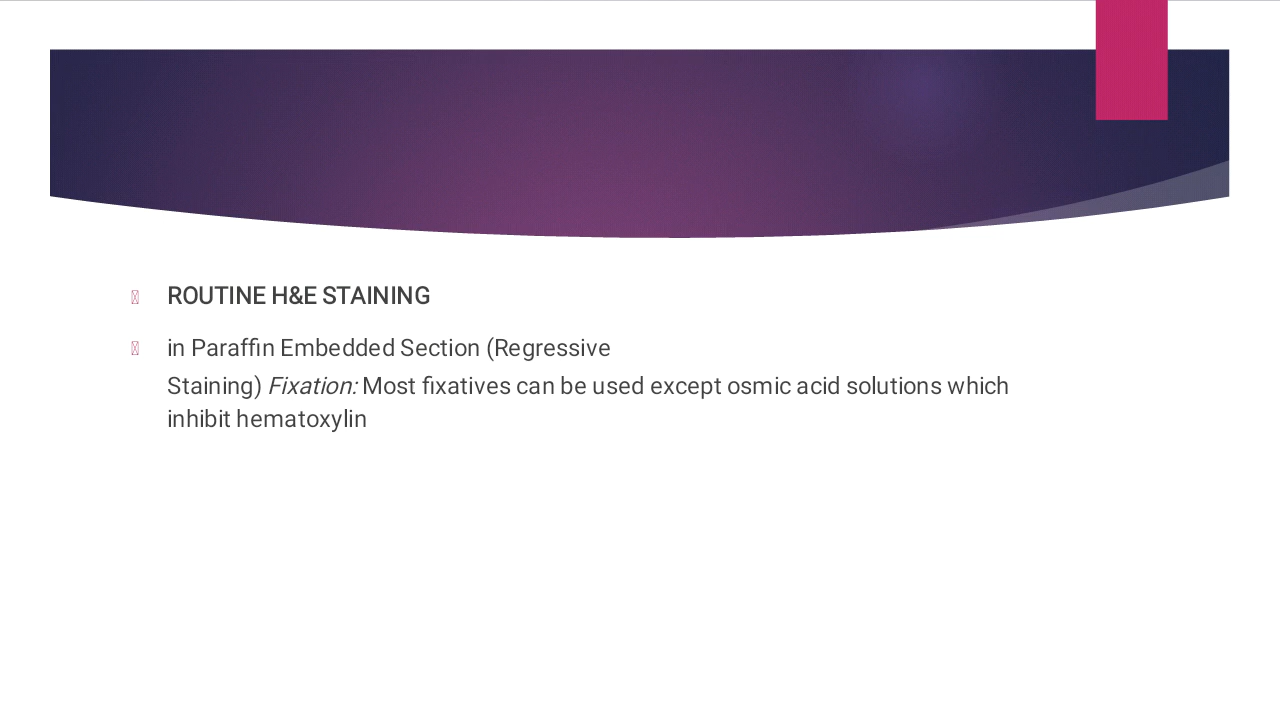 ROUTINE H&E STAINING
in Paraffin Embedded Section (Regressive
Staining) Fixation: Most fixatives can be used except osmic acid solutions which
inhibit hematoxylin